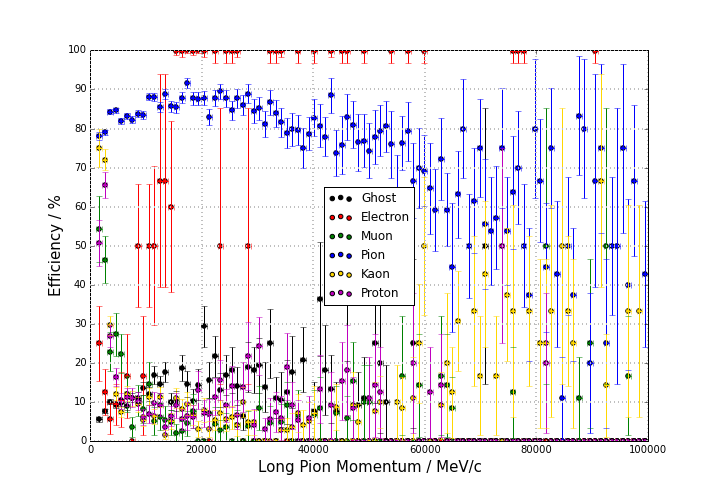 100
90
80
70
60
50
40
30
20
10
0
Efficiency / %
Ghost
Electron
Muon
Pion
Kaon
Proton
0 20000 40000 60000 80000 100000
Long Pion Momentum / MeV/c